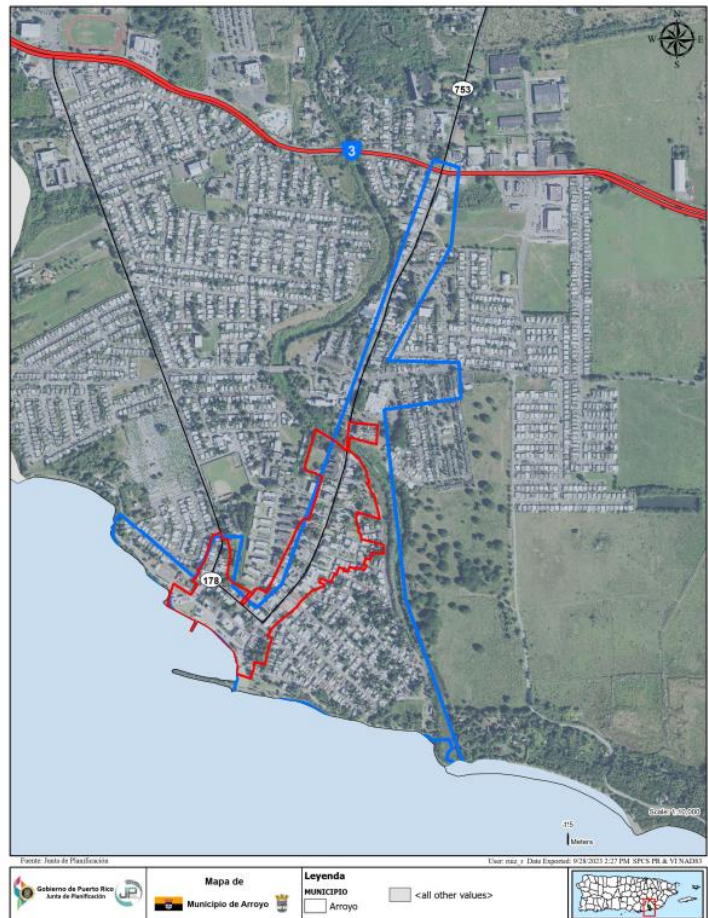 N
W
E
S
753
3
178
Scale: 1:10,000
Meters
Fuente: Junta de Planificación
User: ruiz_r Date Exported: 9/28/2023 2:27 PM SPCS PR & VI NAD83
Gobierno de Puerto Rico
Junta de Planificación
JP
Mapa de
Municipio de Arroyo
Leyenda
MUNICIPIO
Arroyo
<all other values>